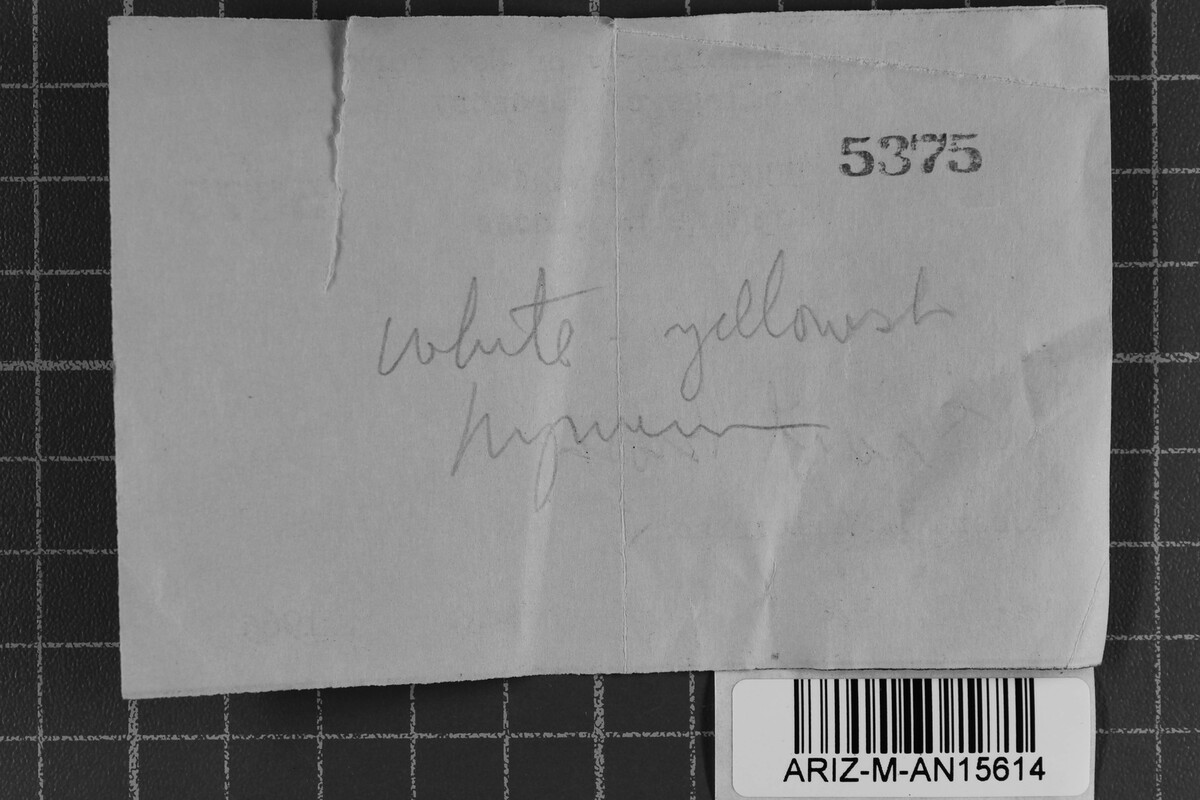 5375
white yellowish
hymenium
ARIZ-M-AN15614